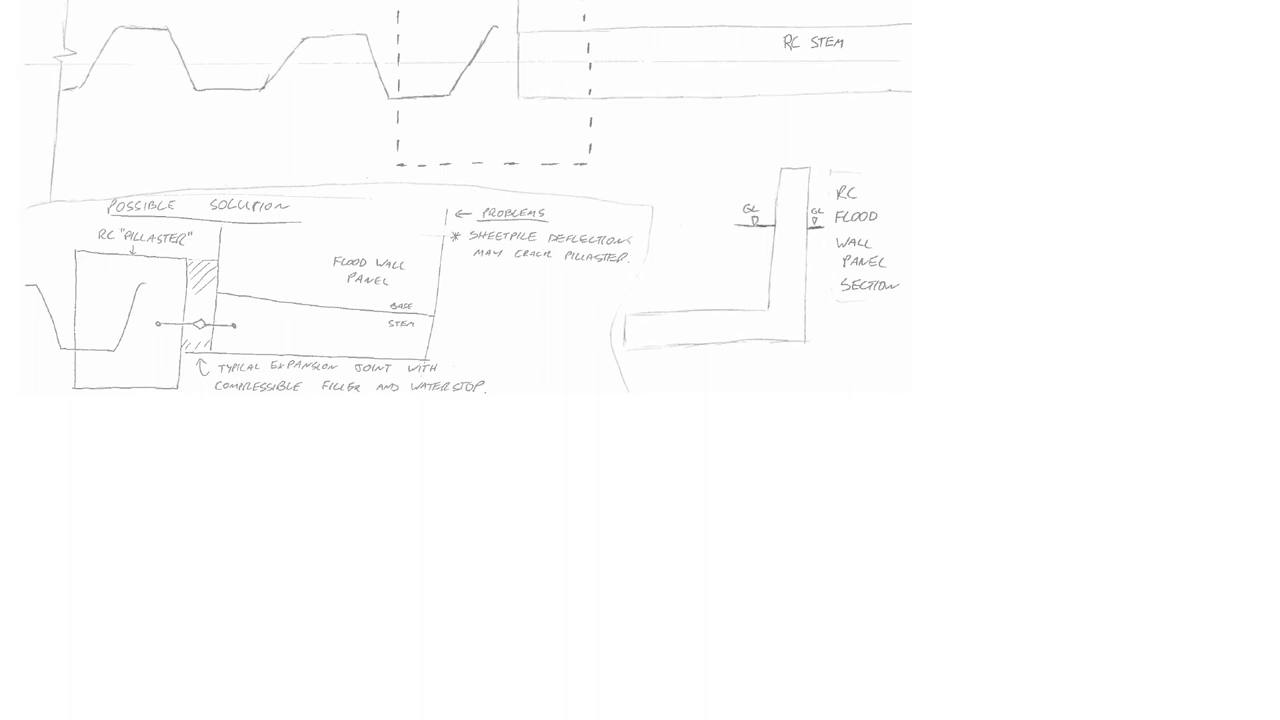 RC STEM
POSSIBLE SOLUTION
RC "PILLASTER"
FLOOD WALL
PANEL
BASE
STEM
TYPICAL EXPANSION JOINT WITH
COMPRESSIBLE FILLER AND WATERSTOP.
← PROBLEMS
* SHEETPILE DEFLECTIONS
MAY CRACK PILLASTER.
GL
GL
RC
FLOOD
WALL
PANEL
SECTION